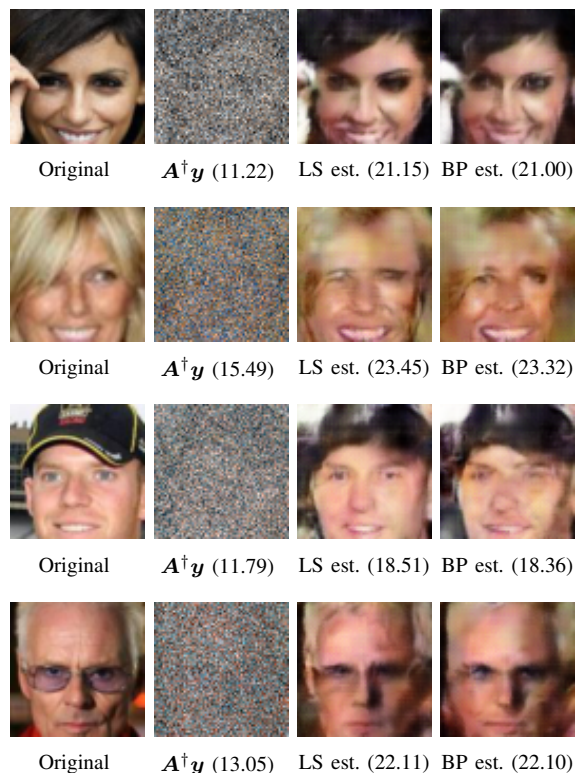 Original A†y (11.22) LS est. (21.15) BP est. (21.00)
Original A†y (15.49) LS est. (23.45) BP est. (23.32)
Original A†y (11.79) LS est. (18.51) BP est. (18.36)
Original A†y (13.05) LS est. (22.11) BP est. (22.10)